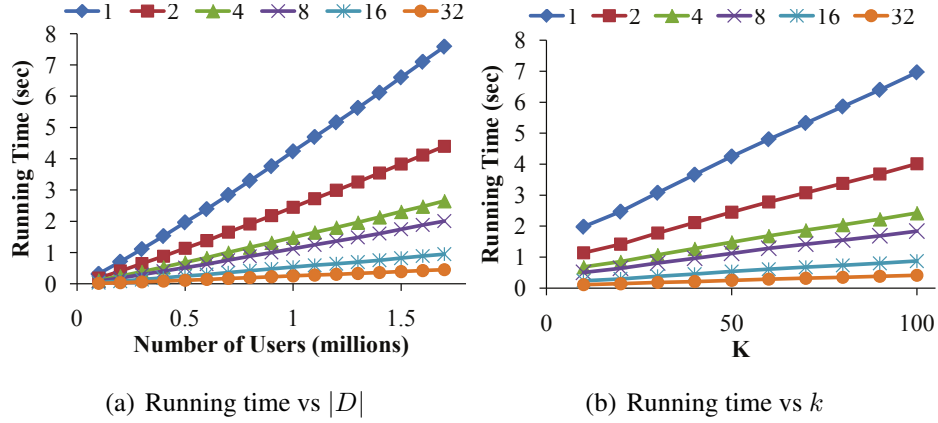 1 2 4 8 16 32
8
7
6
5
4
3
2
1
0
Running Time (sec)
0 0.5 1 1.5
Number of Users (millions)
(a) Running time vs |D|
1 2 4 8 16 32
8
7
6
5
4
3
2
1
0
Running Time (sec)
0 50 100
K
(b) Running time vs k